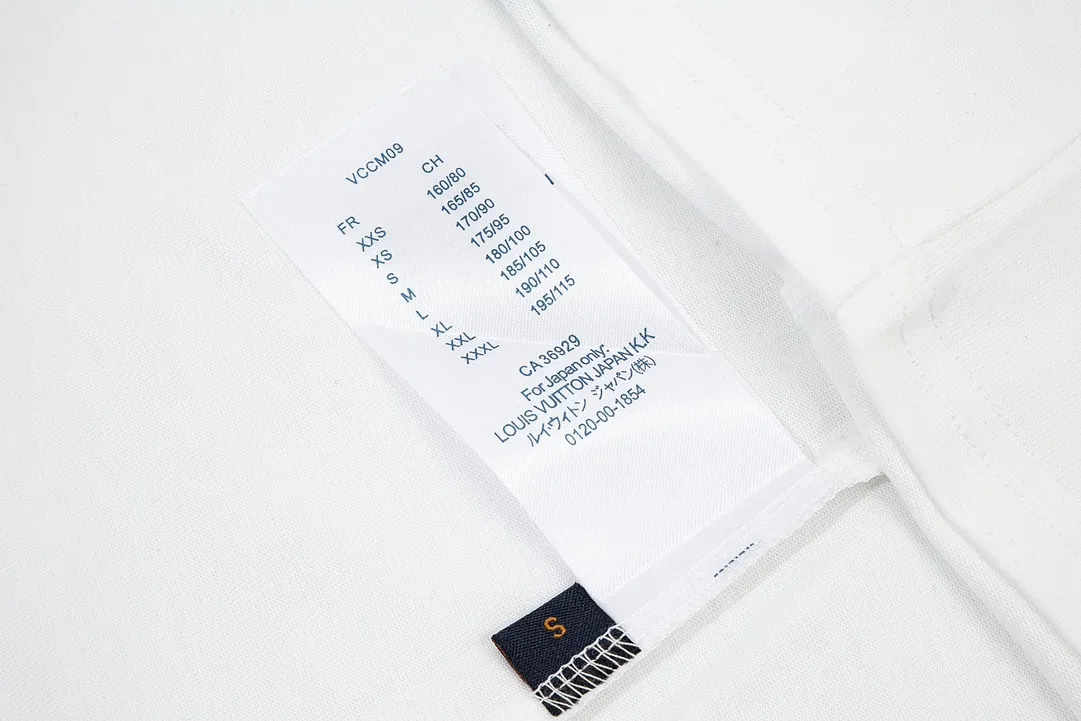 VCCM09
FR CH
XXS 160/80
XS 165/85
S 170/90
M 175/95
L 180/100
XL 185/105
XXL 190/110
XXXL 195/115
CA 36929
For Japan only:
LOUIS VUITTON JAPAN K.K
ルイ・ウィトン ジャパン(株)
0120-00-1854
S